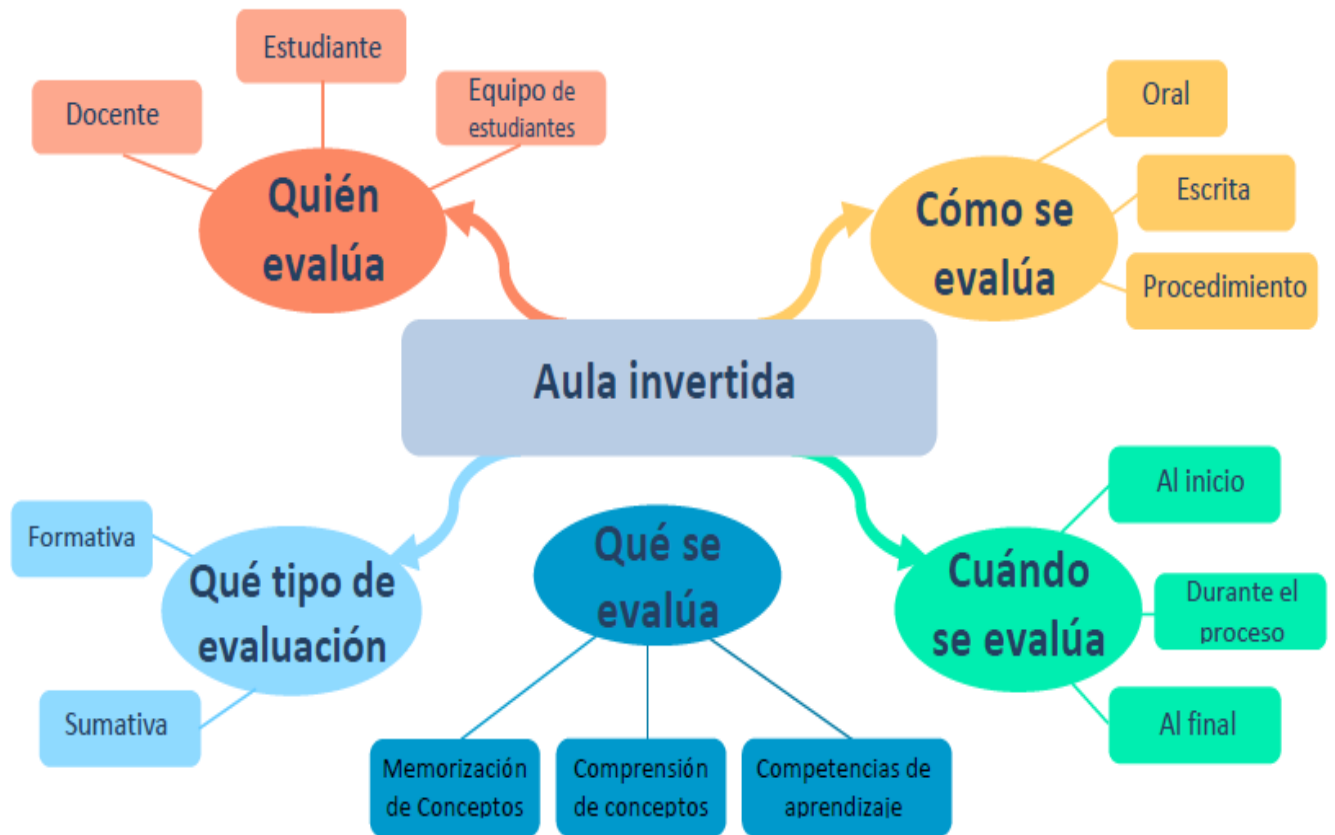 Estudiante
Docente
Equipo de
estudiantes
Quién
evalúa
Oral
Escrita
Procedimiento
Cómo se
evalúa
Aula invertida
Formativa
Sumativa
Qué tipo de
evaluación
Qué se
evalúa
Memorización
de Conceptos
Comprensión
de conceptos
Competencias de
aprendizaje
Al inicio
Durante el
proceso
Al final
Cuándo
se evalúa